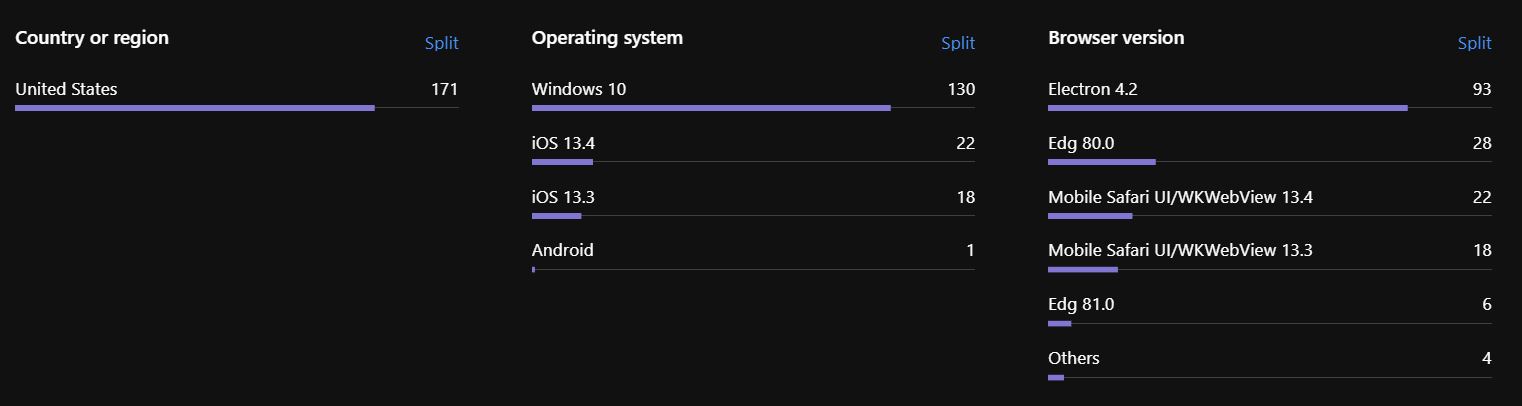 Country or region Split
United States 171
Operating system Split
Windows 10 130
iOS 13.4 22
iOS 13.3 18
Android 1
Browser version Split
Electron 4.2 93
Edg 80.0 28
Mobile Safari UI/WKWebView 13.4 22
Mobile Safari UI/WKWebView 13.3 18
Edg 81.0 6
Others 4